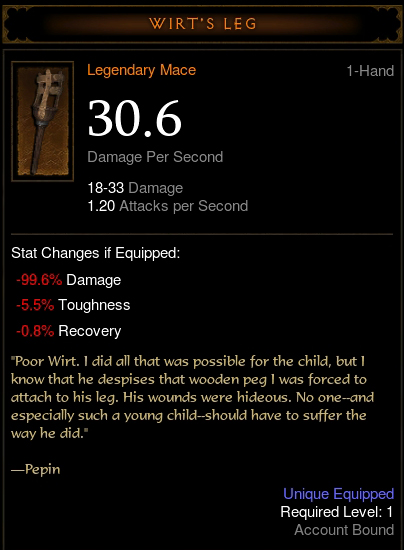 WIRT'S LEG
Legendary Mace
1-Hand
30.6
Damage Per Second
18-33 Damage
1.20 Attacks per Second
Stat Changes if Equipped:
-99.6% Damage
-5.5% Toughness
-0.8% Recovery
"Poor Wirt. I did all that was possible for the child, but I
know that he despises that wooden peg I was forced to
attach to his leg. His wounds were hideous. No one--and
especially such a young child--should have to suffer the
way he did."
—Pepin
Unique Equipped
Required Level: 1
Account Bound